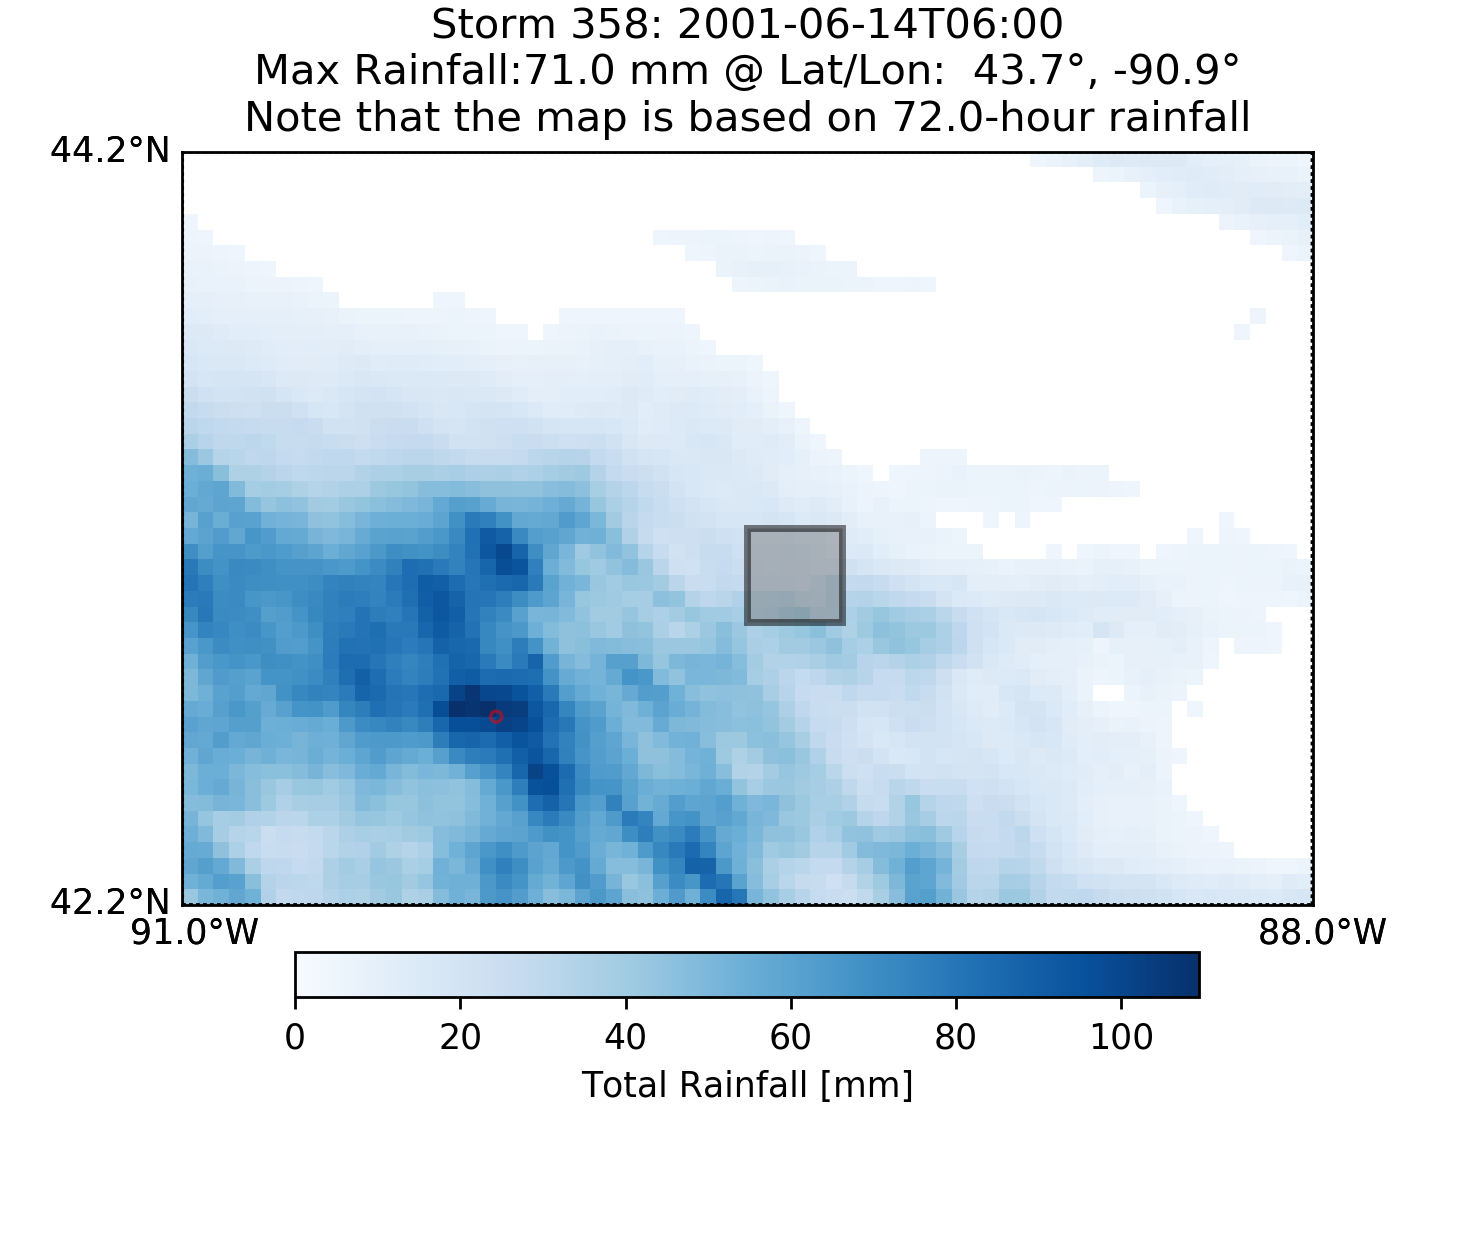 Storm 358: 2001-06-14T06:00
Max Rainfall:71.0 mm @ Lat/Lon:  43.7°, -90.9°
Note that the map is based on 72.0-hour rainfall
44.2°N
42.2°N
91.0°W
88.0°W
0 20 40 60 80 100
Total Rainfall [mm]